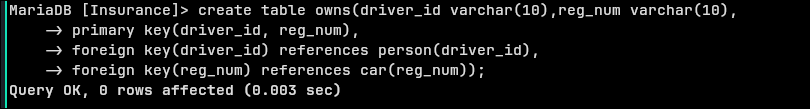 MariaDB [Insurance]> create table owns(driver_id varchar(10),reg_num varchar(10),
-> primary key(driver_id, reg_num),
-> foreign key(driver_id) references person(driver_id),
-> foreign key(reg_num) references car(reg_num));
Query OK, 0 rows affected (0.003 sec)